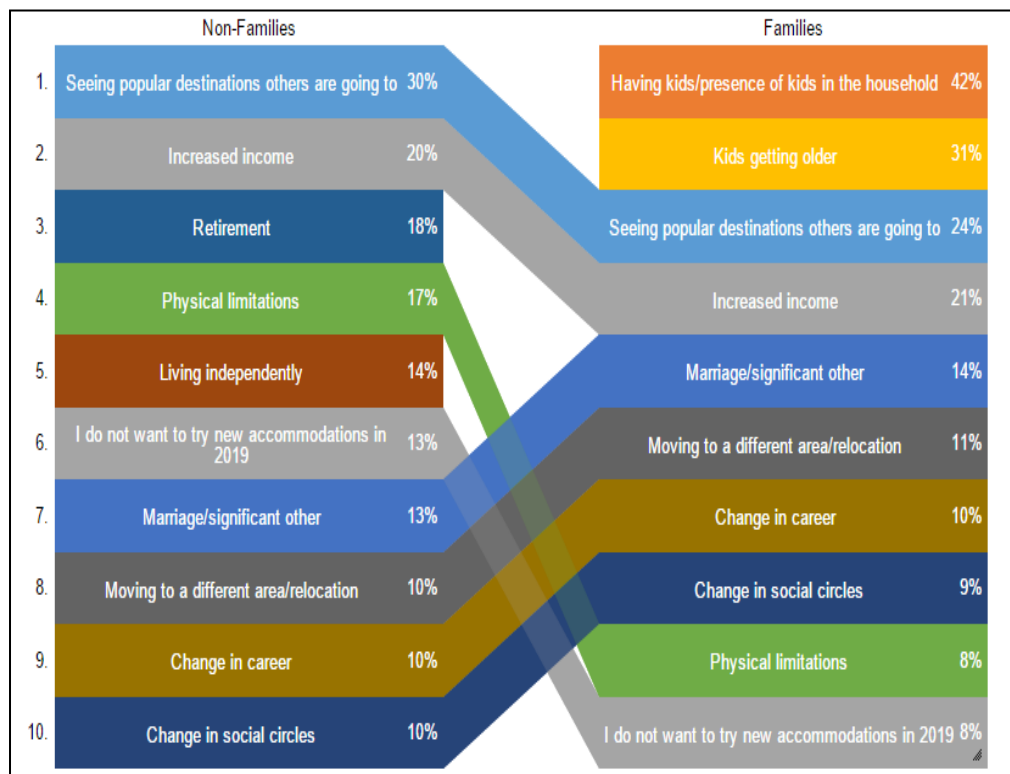 Non-Families Families
1. Seeing popular destinations others are going to 30% Having kids/presence of kids in the household 42%
2. Increased income 20% Kids getting older 31%
3. Retirement 18% Seeing popular destinations others are going to 24%
4. Physical limitations 17% Increased income 21%
5. Living independently 14% Marriage/significant other 14%
6. I do not want to try new accommodations in
2019 13% Moving to a different area/relocation 11%
7. Marriage/significant other 13% Change in career 10%
8. Moving to a different area/relocation 10% Change in social circles 9%
9. Change in career 10% Physical limitations 8%
10. Change in social circles 10% I do not want to try new accommodations in 2019 8%